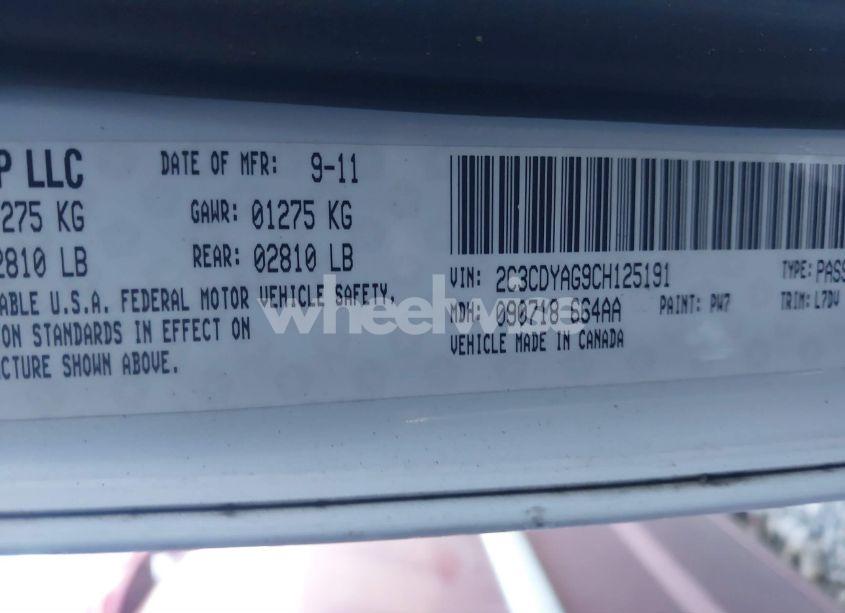 P LLC DATE OF MFR: 9-11
275 KG GAWR: 01275 KG
2810 LB REAR: 02810 LB
ABLE U.S.A. FEDERAL MOTOR VEHICLE SAFETY,
ON STANDARDS IN EFFECT ON
CTURE SHOWN ABOVE.
VIN: 2C3CDYAG9CH125191 TYPE: PASS
MDH: 090718 664AA PAINT: PW7 TRIM: L7DV
VEHICLE MADE IN CANADA
wheelwise